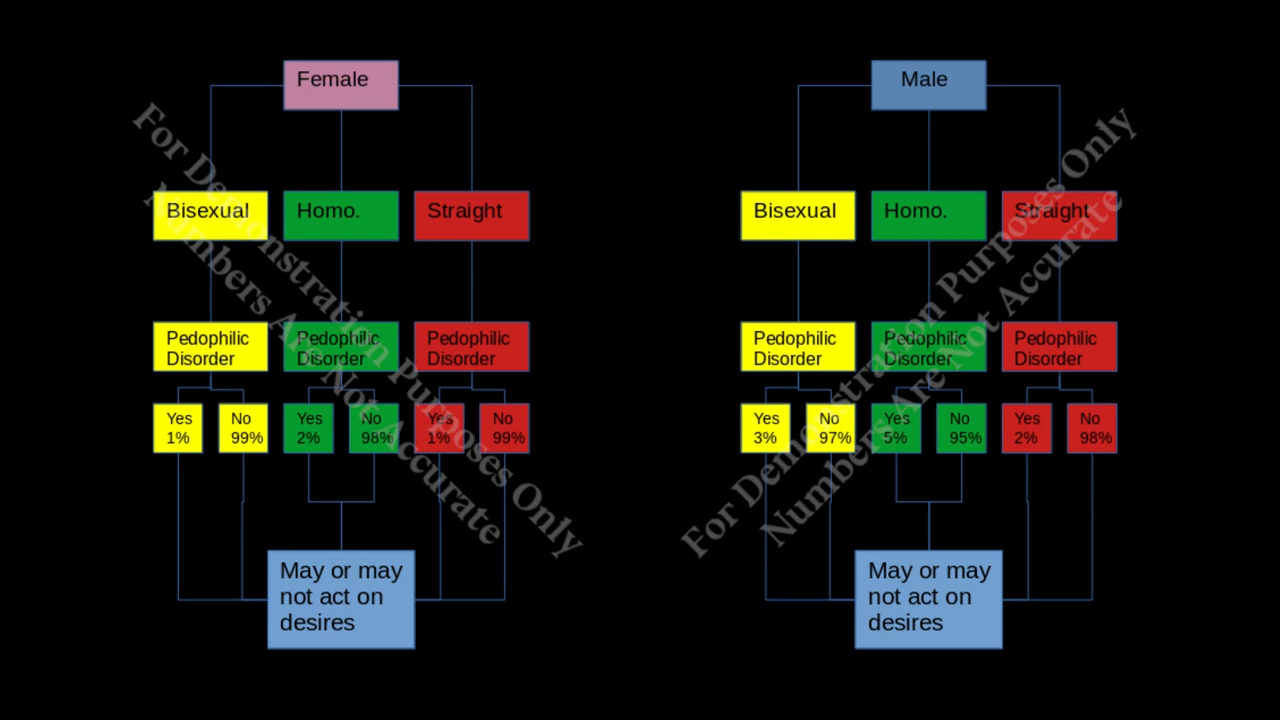 Female
Bisexual
Homo.
Straight
Pedophilic
Disorder
Pedophilic
Disorder
Pedophilic
Disorder
Yes
1%
No
99%
Yes
2%
No
98%
Yes
1%
No
99%
May or may
not act on
desires
For Demonstration Purposes Only
Numbers Are Not Accurate
Male
Bisexual
Homo.
Straight
Pedophilic
Disorder
Pedophilic
Disorder
Pedophilic
Disorder
Yes
3%
No
97%
Yes
5%
No
95%
Yes
2%
No
98%
May or may
not act on
desires
For Demonstration Purposes Only
Numbers Are Not Accurate